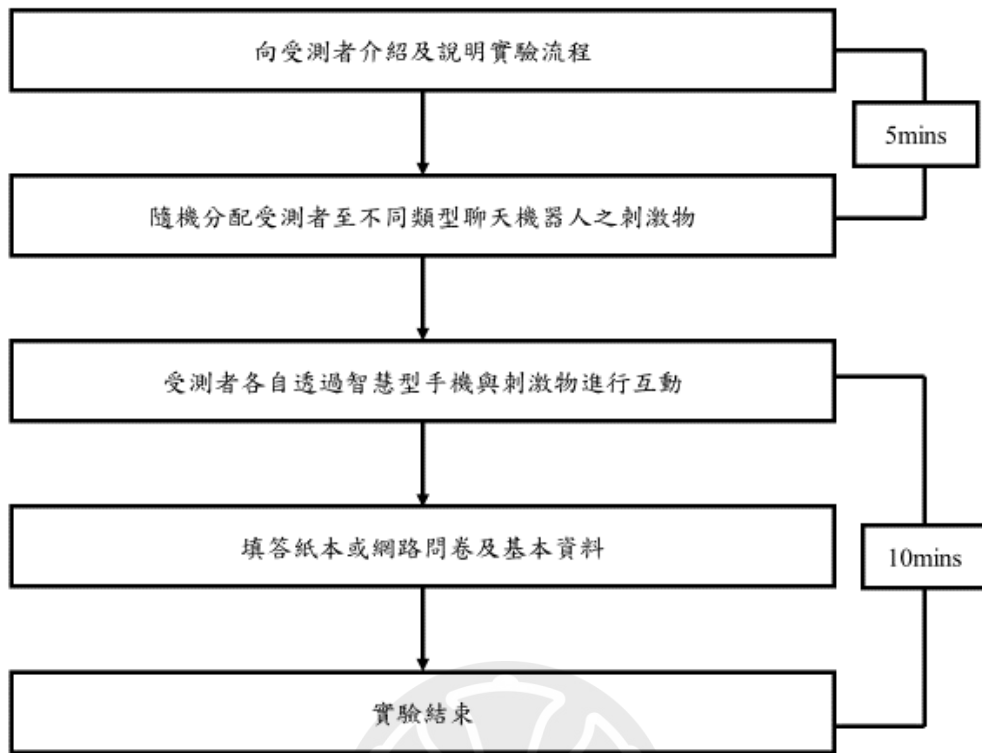 向受測者介紹及說明實驗流程
5mins
隨機分配受測者至不同類型聊天機器人之刺激物
受測者各自透過智慧型手機與刺激物進行互動
填答紙本或網路問卷及基本資料
10mins
實驗結束